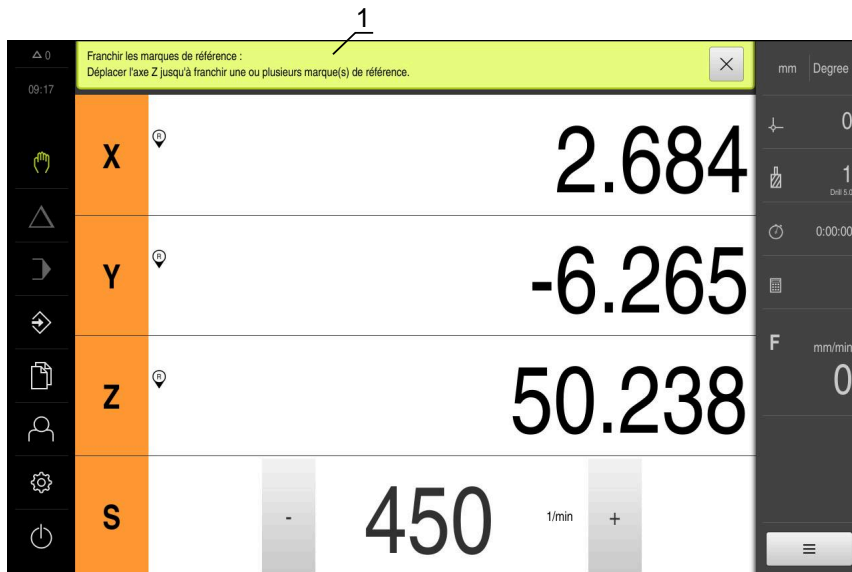 1
0
09:17
Franchir les marques de référence :
Déplacer l'axe Z jusqu'à franchir une ou plusieurs marque(s) de référence.
mm Degree
X R 2.684
Y R -6.265
Z R 50.238
S - 450 1/min +
0
1
Drill 5.0
0:00:00
F mm/min
0